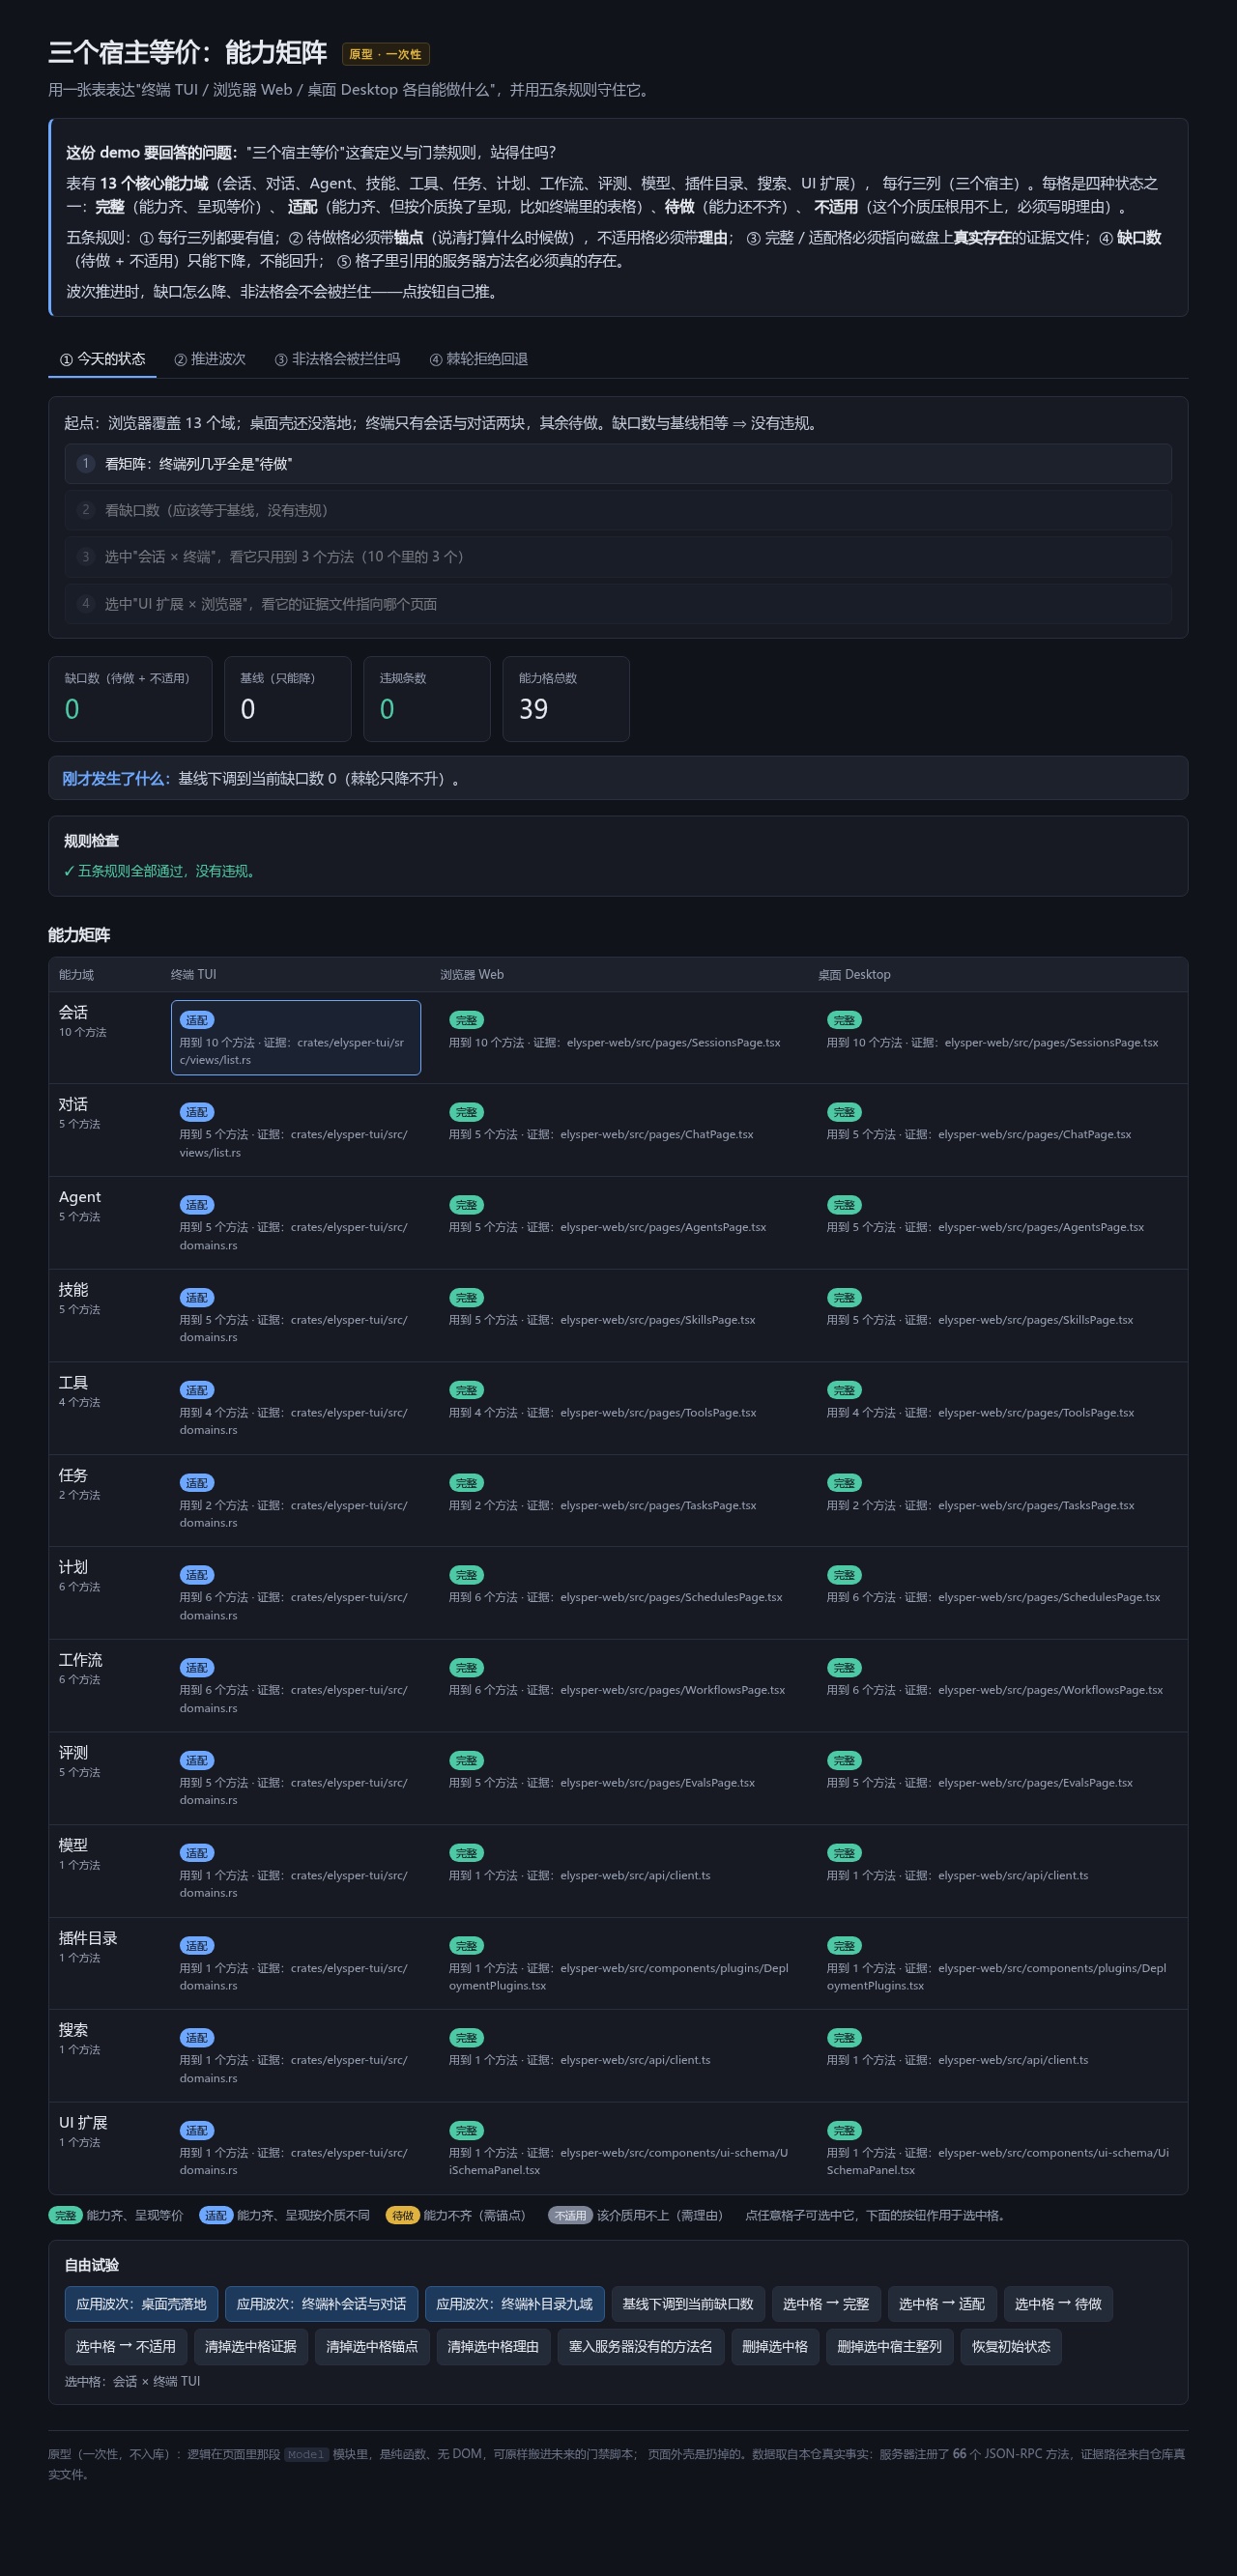 三个宿主等价：能力矩阵 原型 · 一次性
用一张表表达"终端 TUI / 浏览器 Web / 桌面 Desktop 各自能做什么"，并用五条规则守住它。
这份 demo 要回答的问题："三个宿主等价"这套定义与门禁规则，站得住吗？
表有 13 个核心能力域（会话、对话、Agent、技能、工具、任务、计划、工作流、评测、模型、插件目录、搜索、UI 扩展）， 每行三列（三个宿主）。每格是四种状态之
一：完整（能力齐、呈现等价）、 适配（能力齐、但按介质换了呈现，比如终端里的表格）、待做（能力还不齐）、 不适用（这个介质压根用不上，必须写明理由）。
五条规则：① 每行三列都要有值；② 待做格必须带锚点（说清打算什么时候做），不适用格必须带理由； ③ 完整 / 适配格必须指向磁盘上真实存在的证据文件；④ 缺口数
（待做 + 不适用）只能下降，不能回升； ⑤ 格子里引用的服务器方法名必须真的存在。
波次推进时，缺口怎么降、非法格会不会被拦住——点按钮自己推。
① 今天的状态 ② 推进波次 ③ 非法格会被拦住吗 ④ 棘轮拒绝回退
起点：浏览器覆盖 13 个域；桌面壳还没落地；终端只有会话与对话两块，其余待做。缺口数与基线相等 ⇒ 没有违规。
1 看矩阵：终端列几乎全是"待做"
2 看缺口数（应该等于基线，没有违规）
3 选中"会话 × 终端"，看它只用到 3 个方法（10 个里的 3 个）
4 选中"UI 扩展 × 浏览器"，看它的证据文件指向哪个页面
缺口数（待做 + 不适用） 基线（只能降） 违规条数 能力格总数
0 0 0 39
刚才发生了什么：基线下调到当前缺口数 0（棘轮只降不升）。
规则检查
✓ 五条规则全部通过，没有违规。
能力矩阵
能力域 终端 TUI 浏览器 Web 桌面 Desktop
会话 适配 完整 完整
10 个方法 用到 10 个方法 · 证据：crates/elysper-tui/sr 用到 10 个方法 · 证据：elysper-web/src/pages/SessionsPage.tsx 用到 10 个方法 · 证据：elysper-web/src/pages/SessionsPage.tsx
c/views/list.rs
对话 适配 完整 完整
5 个方法 用到 5 个方法 · 证据：crates/elysper-tui/src/ 用到 5 个方法 · 证据：elysper-web/src/pages/ChatPage.tsx 用到 5 个方法 · 证据：elysper-web/src/pages/ChatPage.tsx
views/list.rs
Agent 适配 完整 完整
5 个方法 用到 5 个方法 · 证据：crates/elysper-tui/src/ 用到 5 个方法 · 证据：elysper-web/src/pages/AgentsPage.tsx 用到 5 个方法 · 证据：elysper-web/src/pages/AgentsPage.tsx
domains.rs
技能 适配 完整 完整
5 个方法 用到 5 个方法 · 证据：crates/elysper-tui/src/ 用到 5 个方法 · 证据：elysper-web/src/pages/SkillsPage.tsx 用到 5 个方法 · 证据：elysper-web/src/pages/SkillsPage.tsx
domains.rs
工具 适配 完整 完整
4 个方法 用到 4 个方法 · 证据：crates/elysper-tui/src/ 用到 4 个方法 · 证据：elysper-web/src/pages/ToolsPage.tsx 用到 4 个方法 · 证据：elysper-web/src/pages/ToolsPage.tsx
domains.rs
任务 适配 完整 完整
2 个方法 用到 2 个方法 · 证据：crates/elysper-tui/src/ 用到 2 个方法 · 证据：elysper-web/src/pages/TasksPage.tsx 用到 2 个方法 · 证据：elysper-web/src/pages/TasksPage.tsx
domains.rs
计划 适配 完整 完整
6 个方法 用到 6 个方法 · 证据：crates/elysper-tui/src/ 用到 6 个方法 · 证据：elysper-web/src/pages/SchedulesPage.tsx 用到 6 个方法 · 证据：elysper-web/src/pages/SchedulesPage.tsx
domains.rs
工作流 适配 完整 完整
6 个方法 用到 6 个方法 · 证据：crates/elysper-tui/src/ 用到 6 个方法 · 证据：elysper-web/src/pages/WorkflowsPage.tsx 用到 6 个方法 · 证据：elysper-web/src/pages/WorkflowsPage.tsx
domains.rs
评测 适配 完整 完整
5 个方法 用到 5 个方法 · 证据：crates/elysper-tui/src/ 用到 5 个方法 · 证据：elysper-web/src/pages/EvalsPage.tsx 用到 5 个方法 · 证据：elysper-web/src/pages/EvalsPage.tsx
domains.rs
模型 适配 完整 完整
1 个方法 用到 1 个方法 · 证据：crates/elysper-tui/src/ 用到 1 个方法 · 证据：elysper-web/src/api/client.ts 用到 1 个方法 · 证据：elysper-web/src/api/client.ts
domains.rs
插件目录 适配 完整 完整
1 个方法 用到 1 个方法 · 证据：crates/elysper-tui/src/ 用到 1 个方法 · 证据：elysper-web/src/components/plugins/Depl 用到 1 个方法 · 证据：elysper-web/src/components/plugins/Depl
domains.rs oymentPlugins.tsx oymentPlugins.tsx
搜索 适配 完整 完整
1 个方法 用到 1 个方法 · 证据：crates/elysper-tui/src/ 用到 1 个方法 · 证据：elysper-web/src/api/client.ts 用到 1 个方法 · 证据：elysper-web/src/api/client.ts
domains.rs
UI 扩展 适配 完整 完整
1 个方法 用到 1 个方法 · 证据：crates/elysper-tui/src/ 用到 1 个方法 · 证据：elysper-web/src/components/ui-schema/U 用到 1 个方法 · 证据：elysper-web/src/components/ui-schema/Ui
domains.rs iSchemaPanel.tsx SchemaPanel.tsx
完整 能力齐、呈现等价 适配 能力齐、呈现按介质不同 待做 能力不齐（需锚点） 不适用 该介质用不上（需理由） 点任意格子可选中它，下面的按钮作用于选中格。
自由试验
应用波次：桌面壳落地 应用波次：终端补会话与对话 应用波次：终端补目录九域 基线下调到当前缺口数 选中格 → 完整 选中格 → 适配 选中格 → 待做
选中格 → 不适用 清掉选中格证据 清掉选中格锚点 清掉选中格理由 塞入服务器没有的方法名 删掉选中格 删掉选中宿主整列 恢复初始状态
选中格：会话 × 终端 TUI
原型（一次性，不入库）：逻辑在页面里那段 Model 模块里，是纯函数、无 DOM，可原样搬进未来的门禁脚本； 页面外壳是扔掉的。数据取自本仓真实事实：服务器注册了 66 个 JSON-RPC 方法，证据路径来自仓库真
实文件。